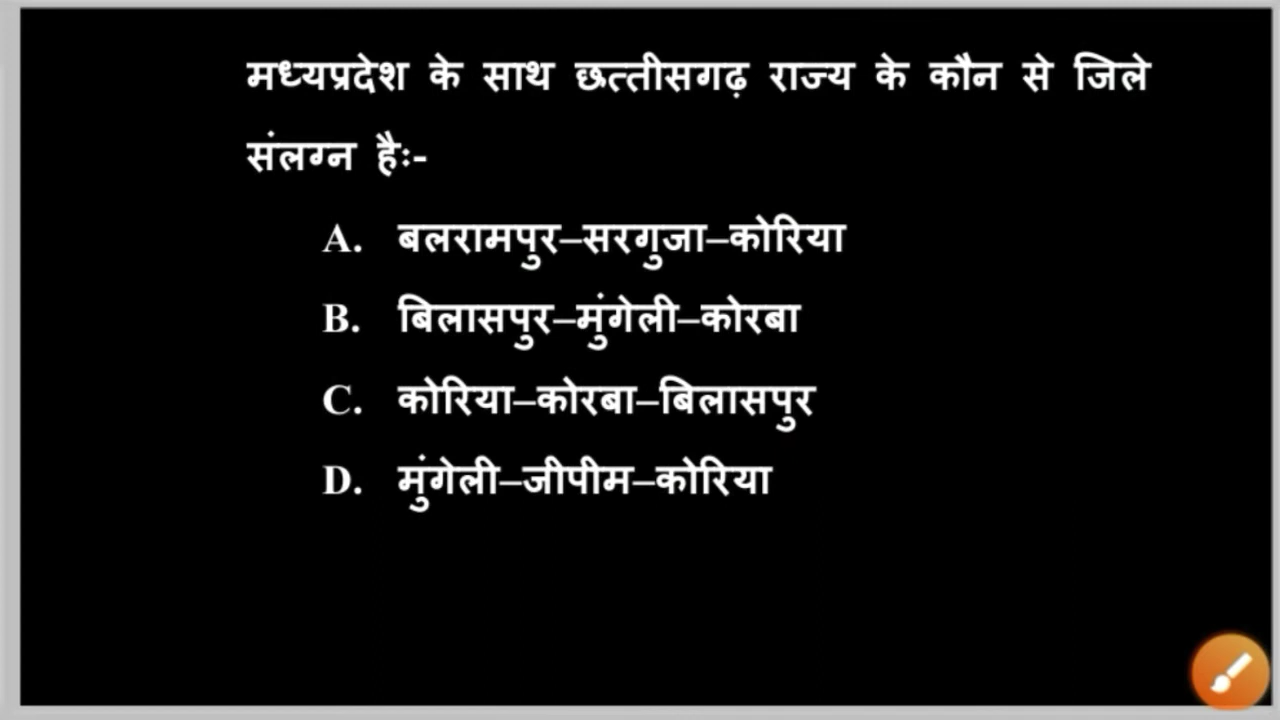 मध्यप्रदेश के साथ छत्तीसगढ़ राज्य के कौन से जिले
संलग्न हैः-
A. बलरामपुर–सरगुजा–कोरिया
B. बिलासपुर–मुंगेली–कोरबा
C. कोरिया–कोरबा–बिलासपुर
D. मुंगेली–जीपीम–कोरिया